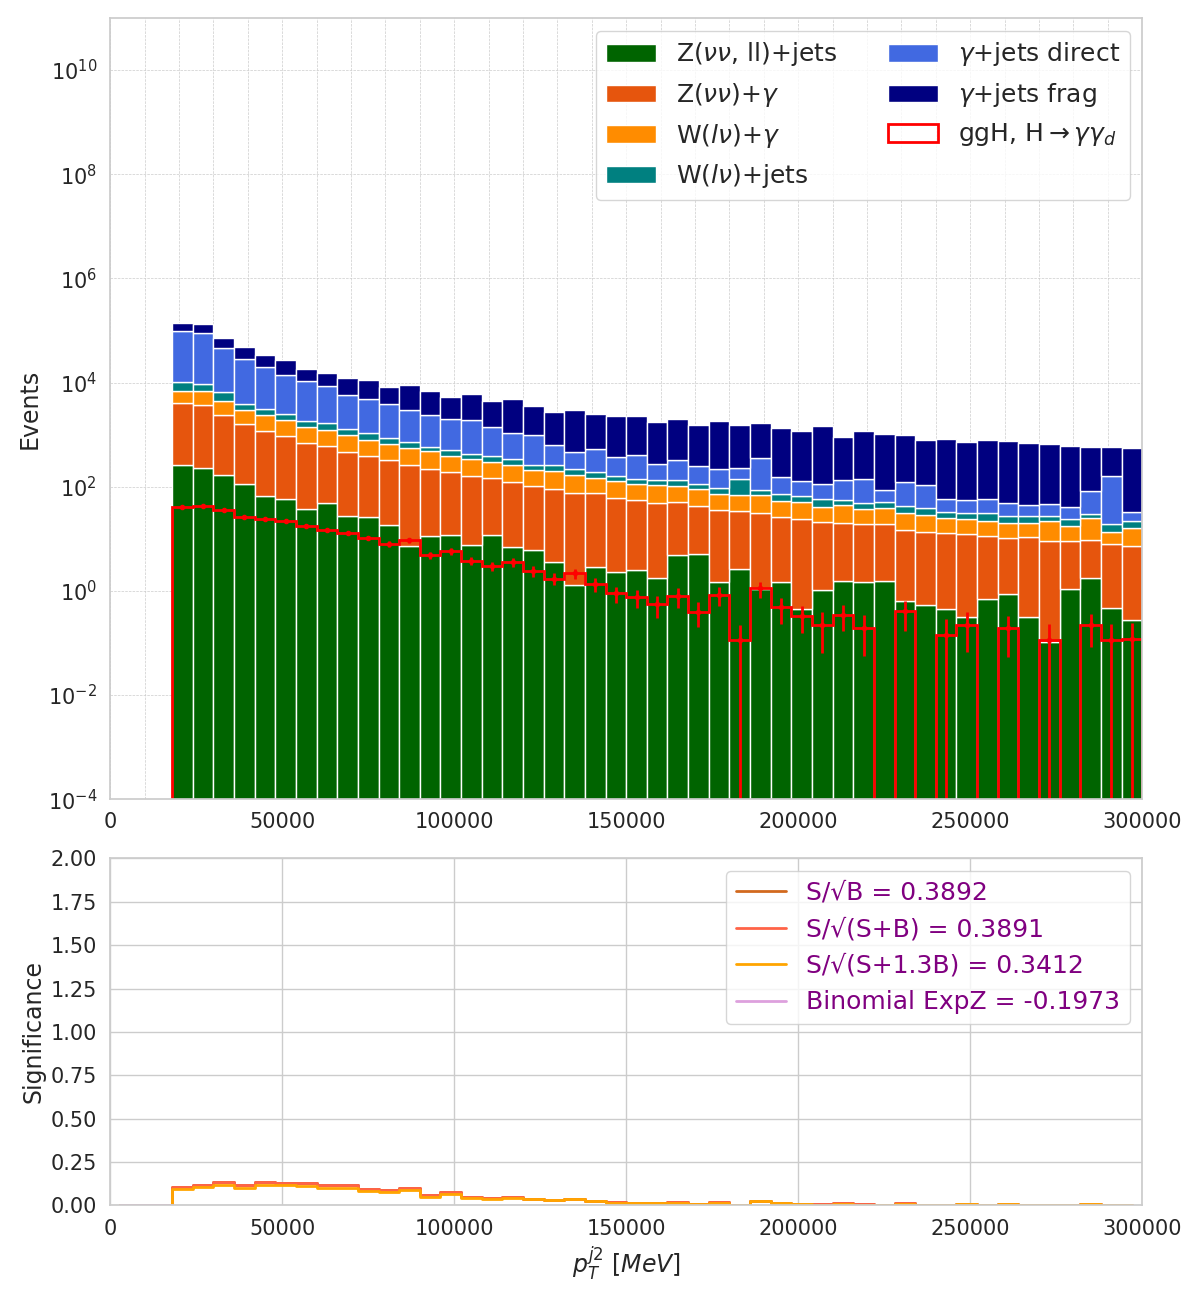 Z(νν, ll)+jets
Z(νν)+γ
W(lν)+γ
W(lν)+jets
γ+jets direct
γ+jets frag
ggH, H→γγ_d
Events
10^10
10^8
10^6
10^4
10^2
10^0
10^−2
10^−4
0 50000 100000 150000 200000 250000 300000
Significance
2.00
1.75
1.50
1.25
1.00
0.75
0.50
0.25
0.00
S/√B = 0.3892
S/√(S+B) = 0.3891
S/√(S+1.3B) = 0.3412
Binomial ExpZ = -0.1973
0 50000 100000 150000 200000 250000 300000
p_T^{j2} [MeV]